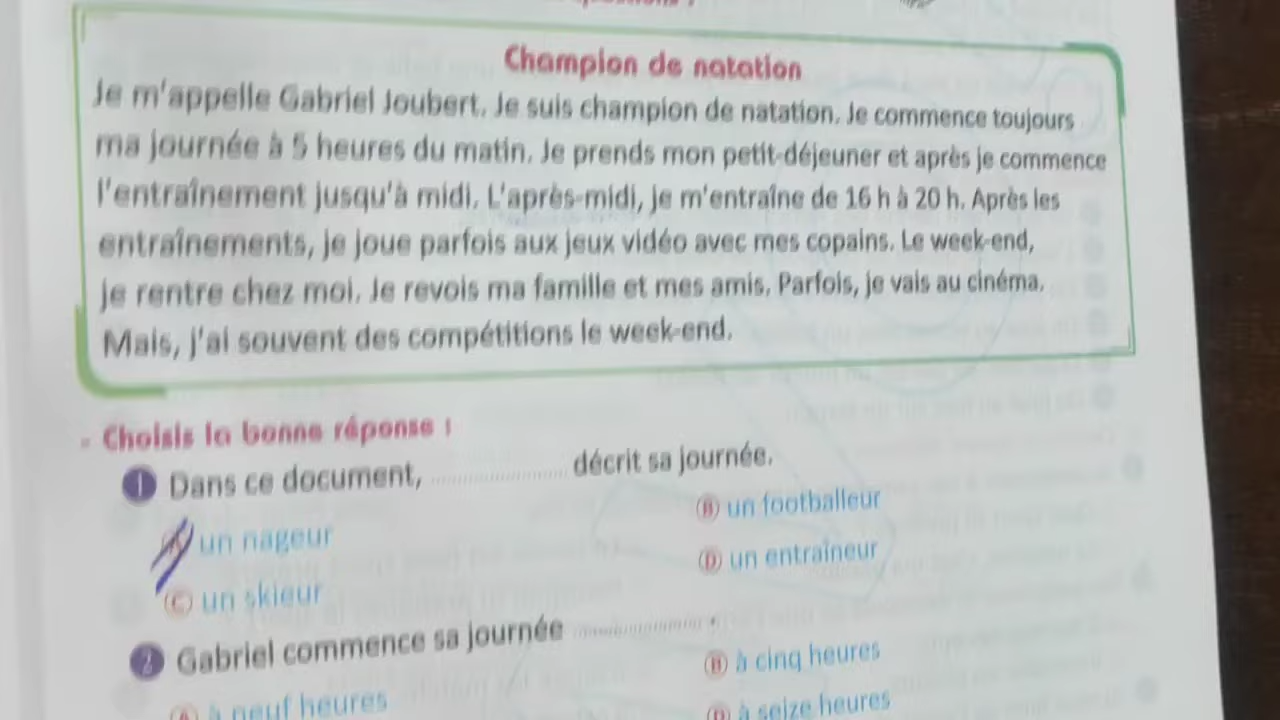 Champion de natation
Je m'appelle Gabriel Joubert. Je suis champion de natation. Je commence toujours
ma journée à 5 heures du matin. Je prends mon petit-déjeuner et après je commence
l'entraînement jusqu'à midi. L'après-midi, je m'entraîne de 16 h à 20 h. Après les
entraînements, je joue parfois aux jeux vidéo avec mes copains. Le week-end,
je rentre chez moi. Je revois ma famille et mes amis. Parfois, je vais au cinéma.
Mais, j'ai souvent des compétitions le week-end.
- Choisis la bonne réponse :
1 Dans ce document, .................... décrit sa journée.
A un nageur
B un footballeur
C un skieur
D un entraîneur
2 Gabriel commence sa journée .................... .
A à neuf heures
B à cinq heures
D à seize heures